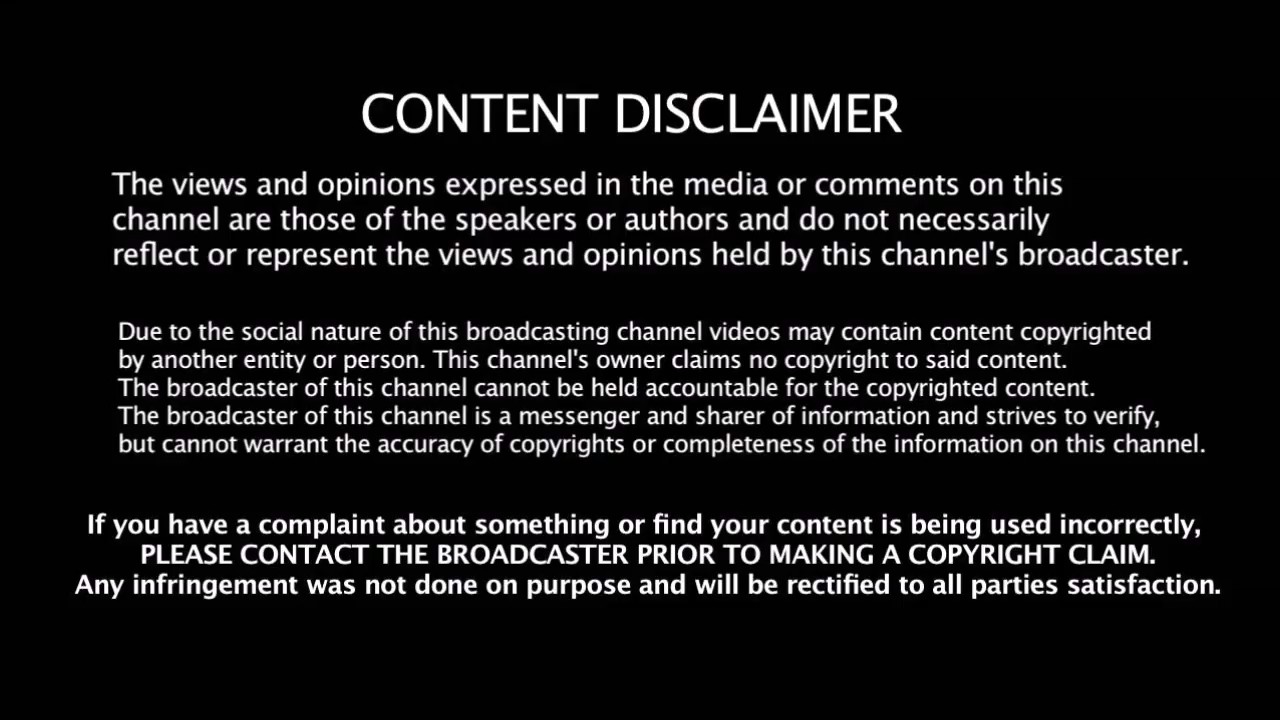 CONTENT DISCLAIMER
The views and opinions expressed in the media or comments on this
channel are those of the speakers or authors and do not necessarily
reflect or represent the views and opinions held by this channel's broadcaster.
Due to the social nature of this broadcasting channel videos may contain content copyrighted
by another entity or person. This channel's owner claims no copyright to said content.
The broadcaster of this channel cannot be held accountable for the copyrighted content.
The broadcaster of this channel is a messenger and sharer of information and strives to verify,
but cannot warrant the accuracy of copyrights or completeness of the information on this channel.
If you have a complaint about something or find your content is being used incorrectly,
PLEASE CONTACT THE BROADCASTER PRIOR TO MAKING A COPYRIGHT CLAIM.
Any infringement was not done on purpose and will be rectified to all parties satisfaction.